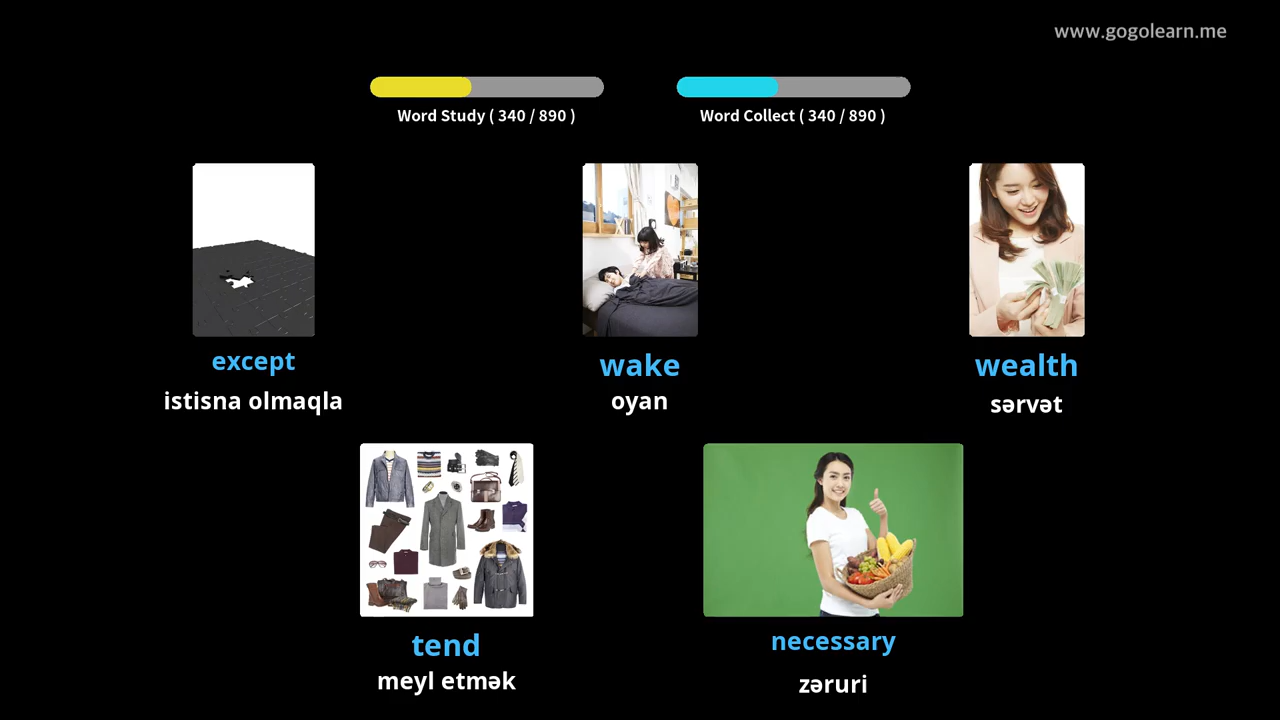 www.gogolearn.me
Word Study ( 340 / 890 )
Word Collect ( 340 / 890 )
except
istisna olmaqla
wake
oyan
wealth
sərvət
tend
meyl etmək
necessary
zəruri